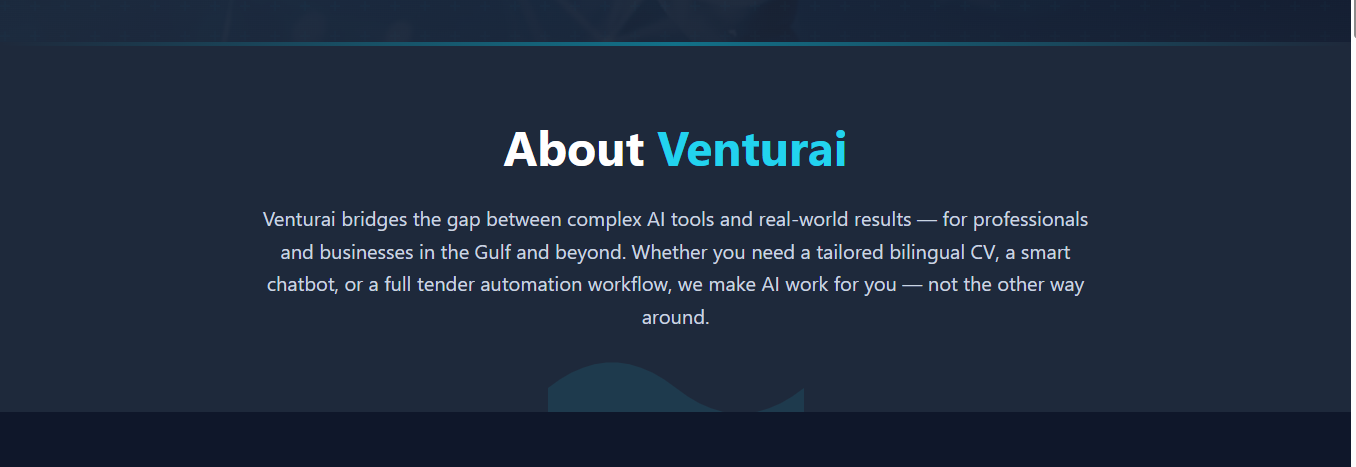 About Venturai
Venturai bridges the gap between complex AI tools and real-world results — for professionals
and businesses in the Gulf and beyond. Whether you need a tailored bilingual CV, a smart
chatbot, or a full tender automation workflow, we make AI work for you — not the other way
around.